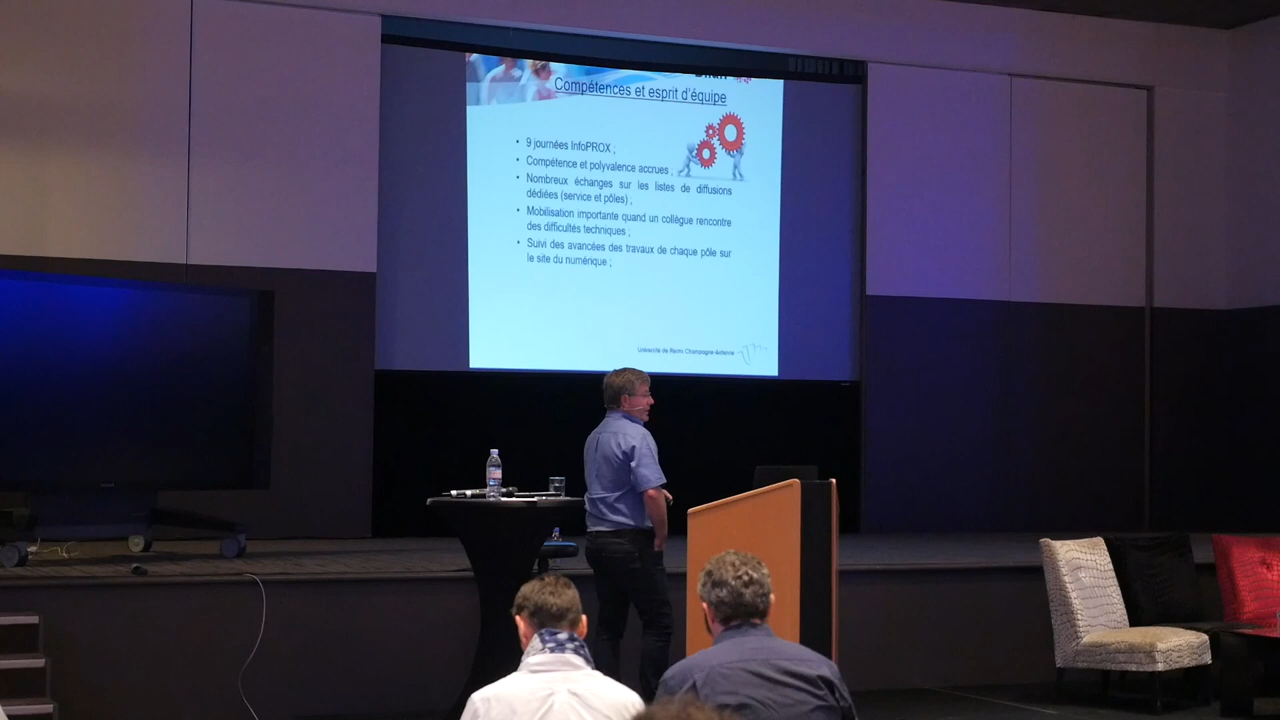 Bilan
Compétences et esprit d'équipe
• 9 journées InfoPROX ;
• Compétence et polyvalence accrues ;
• Nombreux échanges sur les listes de diffusions
dédiées (service et pôles) ;
• Mobilisation importante quand un collègue rencontre
des difficultés techniques ;
• Suivi des avancées des travaux de chaque pôle sur
le site du numérique ;
Université de Reims Champagne-Ardenne